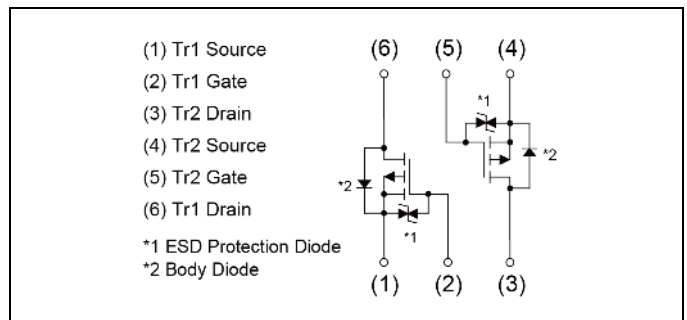 (1) Tr1 Source
(2) Tr1 Gate
(3) Tr2 Drain
(4) Tr2 Source
(5) Tr2 Gate
(6) Tr1 Drain
*1 ESD Protection Diode
*2 Body Diode
(6) (5) (4)
*1
*2
*2
*1
(1) (2) (3)